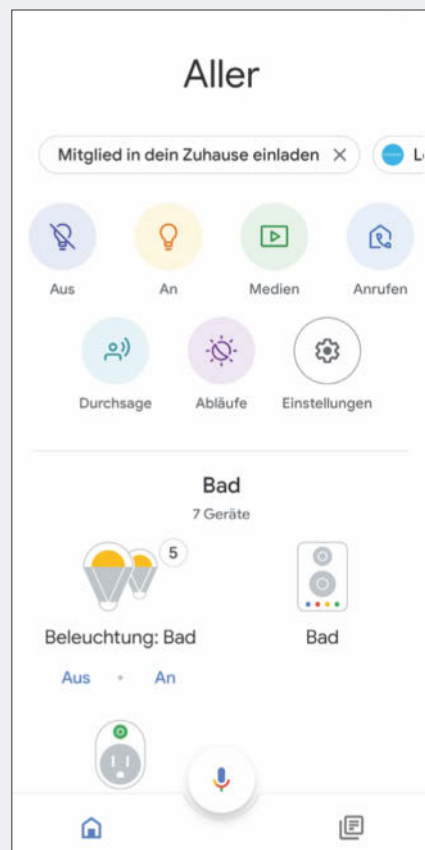 Aller
Mitglied in dein Zuhause einladen
Aus An Medien Anrufen
Durchsage Abläufe Einstellungen
Bad
7 Geräte
5
Beleuchtung: Bad Bad
Aus • An